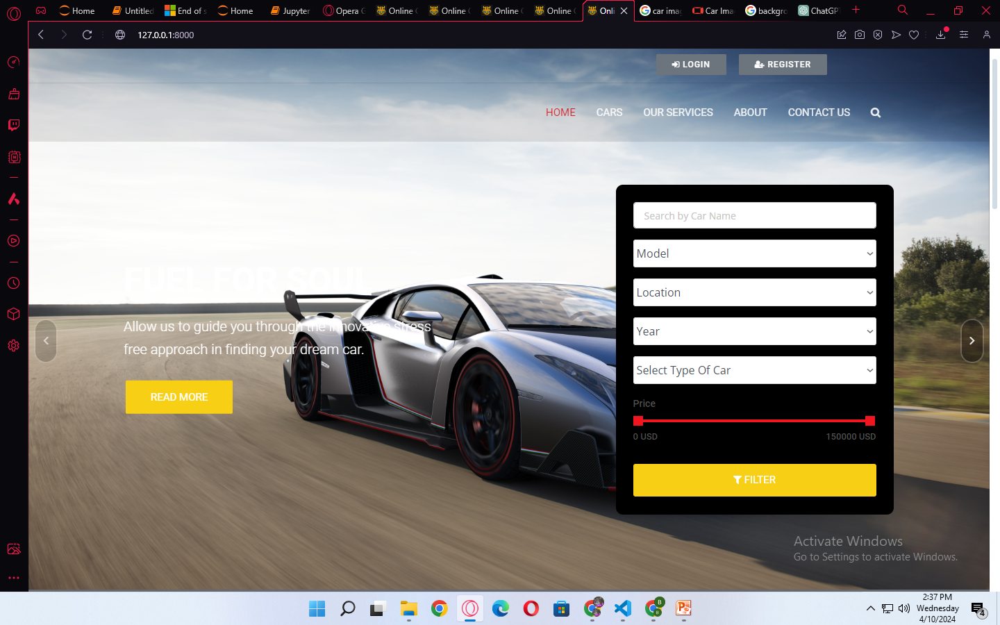 Home
Untitled
End of s
Home
Jupyter
Opera G
Online
Online
Online
Online
Onli
car imag
Car Ima
backgro
ChatGP
127.0.0.1:8000
LOGIN
REGISTER
HOME
CARS
OUR SERVICES
ABOUT
CONTACT US
FUEL FOR SOUL
Allow us to guide you through the innovative stress
free approach in finding your dream car.
READ MORE
Search by Car Name
Model
Location
Year
Select Type Of Car
Price
0 USD
150000 USD
FILTER
Activate Windows
Go to Settings to activate Windows.
2:37 PM
Wednesday
4/10/2024
4